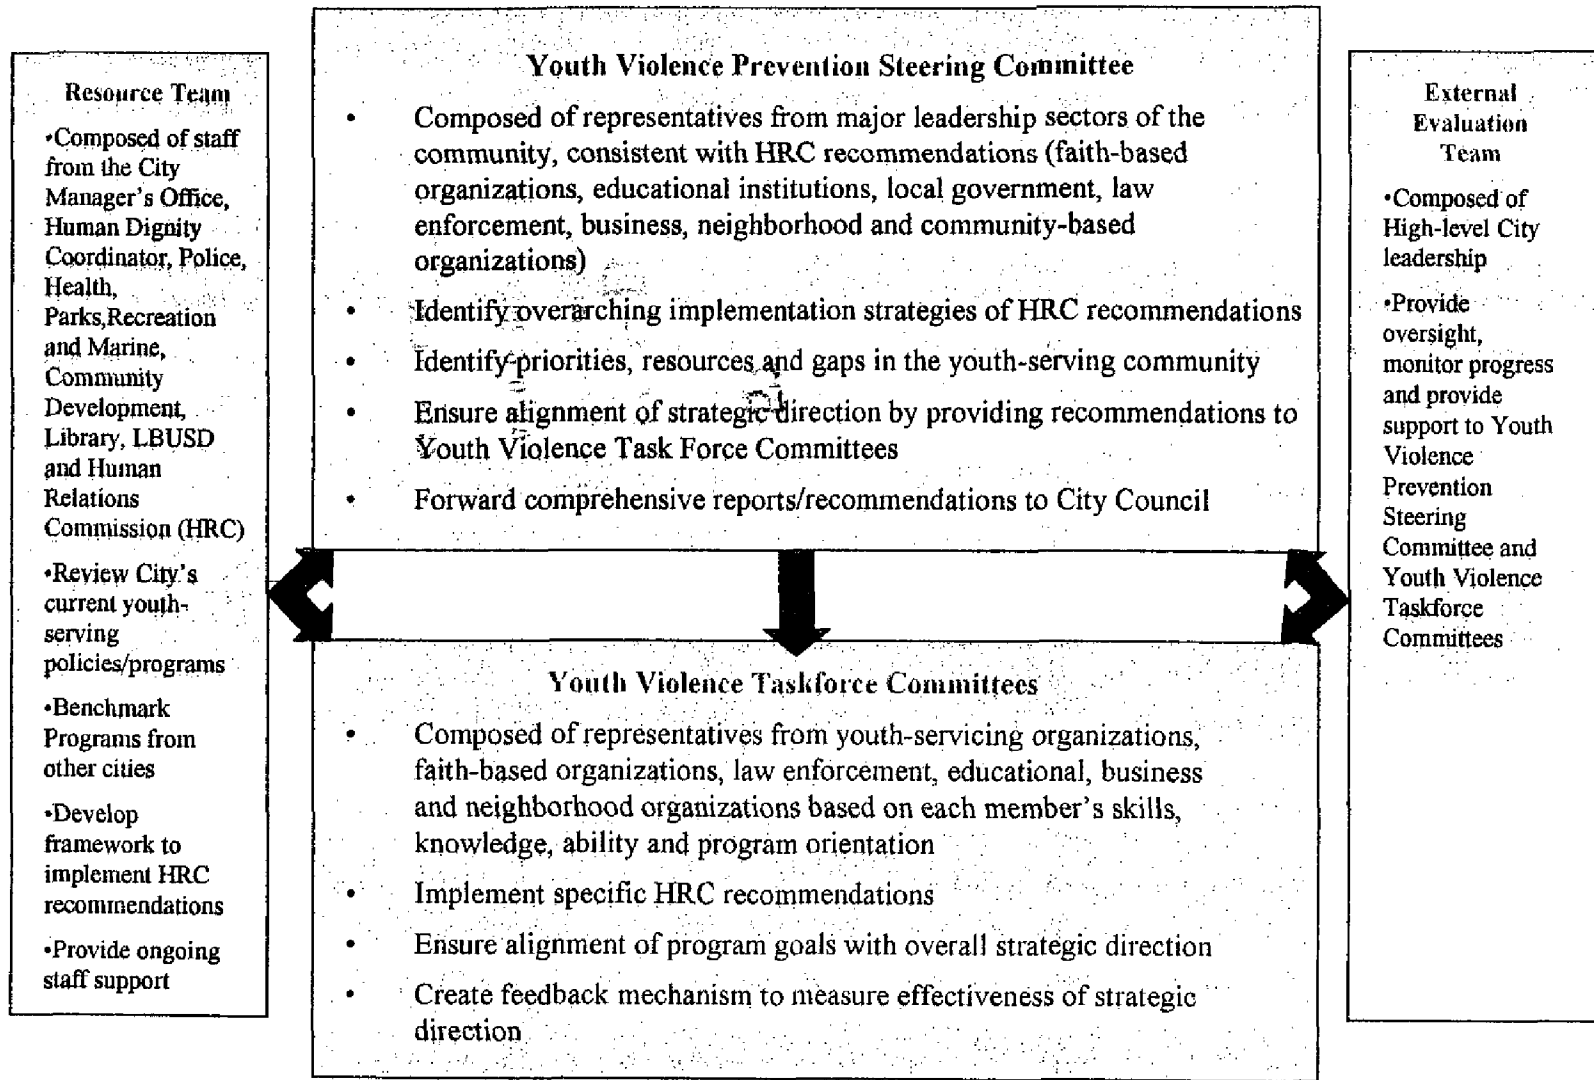 Resource Team
•Composed of staff
from the City
Manager's Office,
Human Dignity
Coordinator, Police,
Health,
Parks,Recreation
and Marine,
Community
Development,
Library, LBUSD
and Human
Relations
Commission (HRC)
•Review City's
current youth-
serving
policies/programs
•Benchmark
Programs from
other cities
•Develop
framework to
implement HRC
recommendations
•Provide ongoing
staff support
Youth Violence Prevention Steering Committee
• Composed of representatives from major leadership sectors of the
community, consistent with HRC recommendations (faith-based
organizations, educational institutions, local government, law
enforcement, business, neighborhood and community-based
organizations)
• Identify overarching implementation strategies of HRC recommendations
• Identify priorities, resources and gaps in the youth-serving community
• Ensure alignment of strategic direction by providing recommendations to
Youth Violence Task Force Committees
• Forward comprehensive reports/recommendations to City Council
Youth Violence Taskforce Committees
• Composed of representatives from youth-servicing organizations,
faith-based organizations, law enforcement, educational, business
and neighborhood organizations based on each member's skills,
knowledge, ability and program orientation
• Implement specific HRC recommendations
• Ensure alignment of program goals with overall strategic direction
• Create feedback mechanism to measure effectiveness of strategic
direction
External
Evaluation
Team
•Composed of
High-level City
leadership
•Provide
oversight,
monitor progress
and provide
support to Youth
Violence
Prevention
Steering
Committee and
Youth Violence
Taskforce
Committees